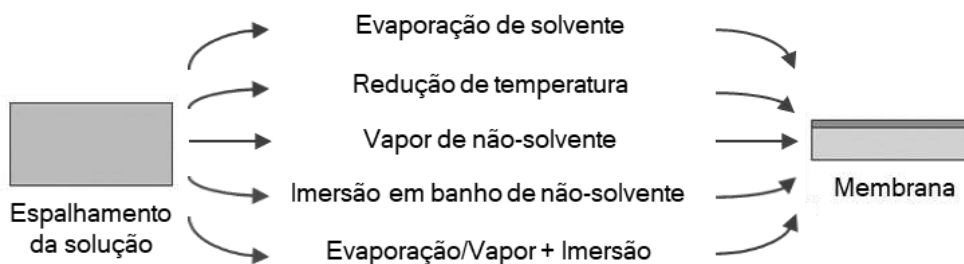 Evaporação de solvente
Redução de temperatura
Vapor de não-solvente
Imersão em banho de não-solvente
Evaporação/Vapor + Imersão
Espalhamento
da solução
Membrana